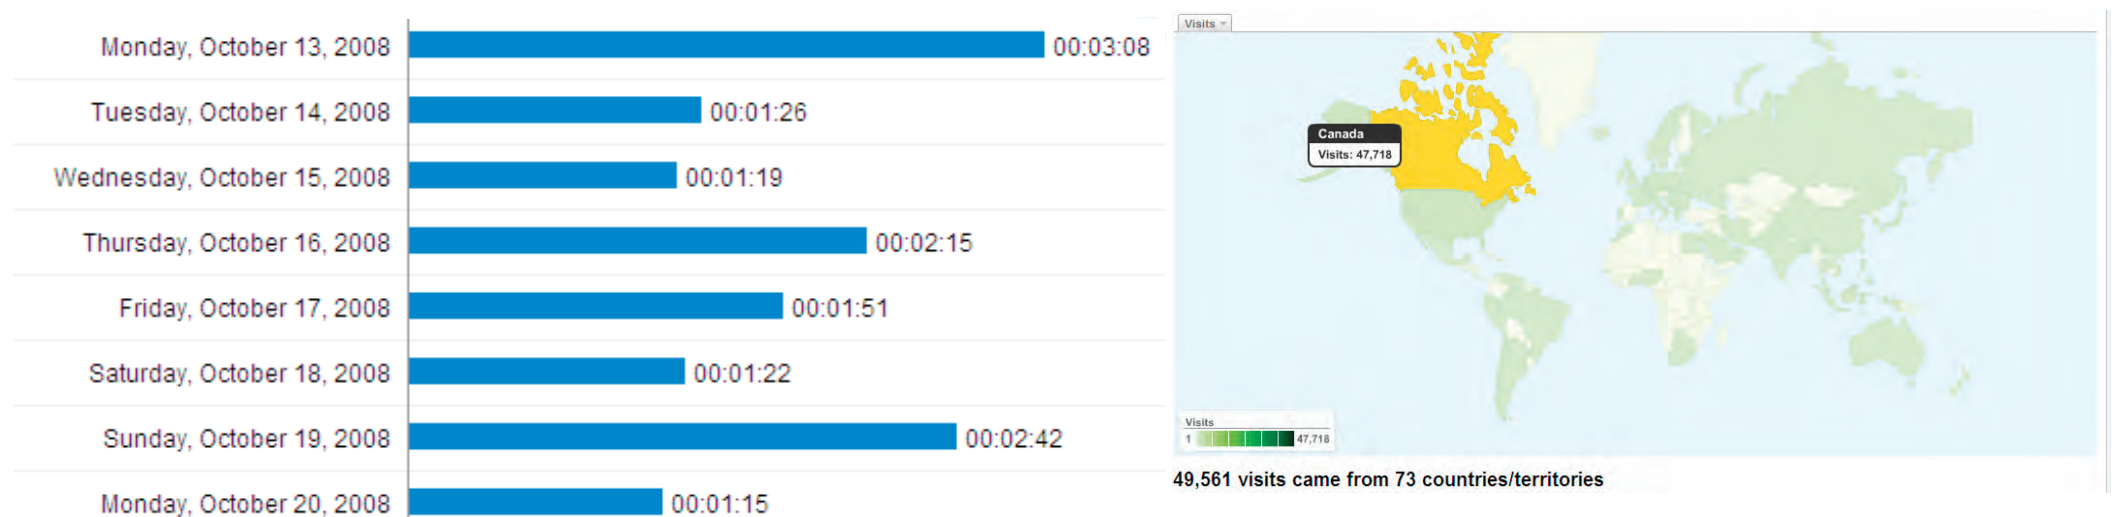 Monday, October 13, 2008 00:03:08
Tuesday, October 14, 2008 00:01:26
Wednesday, October 15, 2008 00:01:19
Thursday, October 16, 2008 00:02:15
Friday, October 17, 2008 00:01:51
Saturday, October 18, 2008 00:01:22
Sunday, October 19, 2008 00:02:42
Monday, October 20, 2008 00:01:15
Visits
Canada
Visits: 47,718
Visits
1 47,718
49,561 visits came from 73 countries/territories